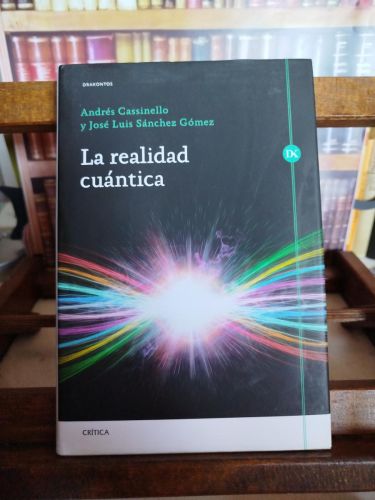 DRAKONTOS
Andrés Cassinello
y José Luis Sánchez Gómez
La realidad
cuántica
DK
CRÍTICA